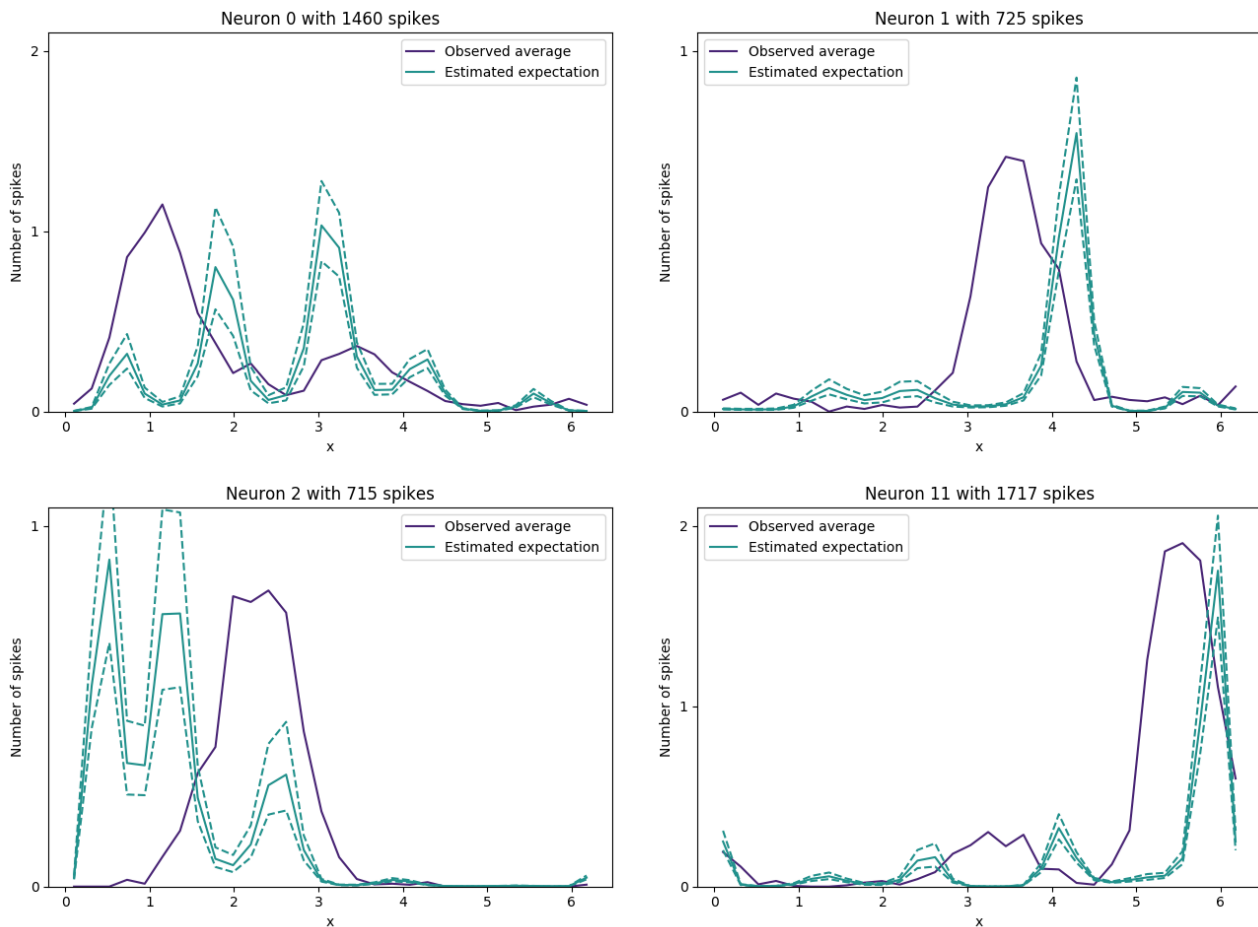 Neuron 0 with 1460 spikes
Number of spikes
2
1
0
Observed average
Estimated expectation
0 1 2 3 4 5 6
x
Neuron 1 with 725 spikes
Number of spikes
1
0
Observed average
Estimated expectation
0 1 2 3 4 5 6
x
Neuron 2 with 715 spikes
Number of spikes
1
0
Observed average
Estimated expectation
0 1 2 3 4 5 6
x
Neuron 11 with 1717 spikes
Number of spikes
2
1
0
Observed average
Estimated expectation
0 1 2 3 4 5 6
x